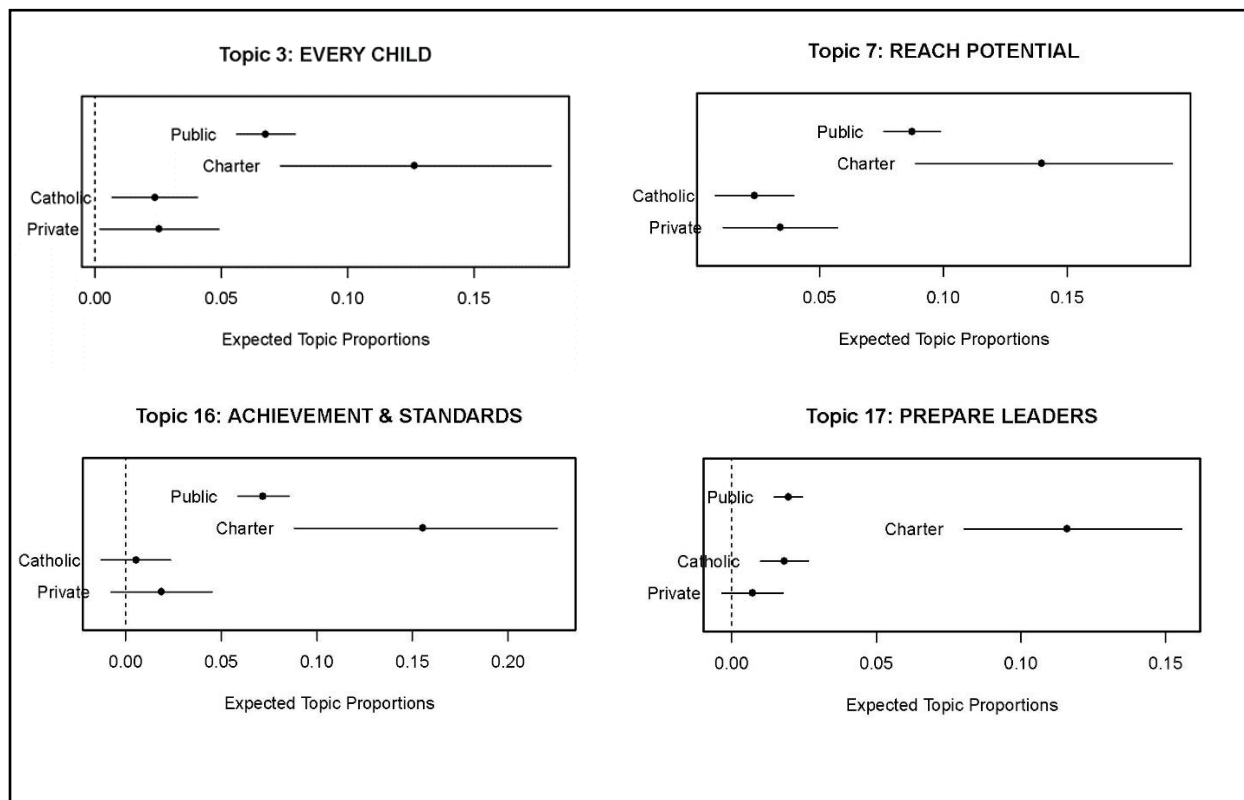 Topic 3: EVERY CHILD
Public
Charter
Catholic
Private
0.00 0.05 0.10 0.15
Expected Topic Proportions
Topic 7: REACH POTENTIAL
Public
Charter
Catholic
Private
0.05 0.10 0.15
Expected Topic Proportions
Topic 16: ACHIEVEMENT & STANDARDS
Public
Charter
Catholic
Private
0.00 0.05 0.10 0.15 0.20
Expected Topic Proportions
Topic 17: PREPARE LEADERS
Public
Charter
Catholic
Private
0.00 0.05 0.10 0.15
Expected Topic Proportions